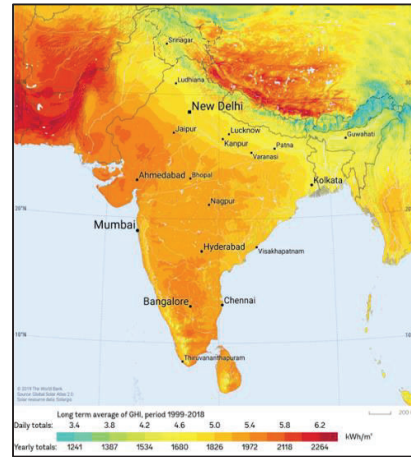 Srinagar
Ludhiana
New Delhi
Jaipur
Lucknow
Kanpur
Guwahati
Patna
Varanasi
Ahmedabad
Bhopal
Kolkata
Nagpur
20°N
20°N
Mumbai
Hyderabad
Visakhapatnam
Bangalore
Chennai
10°N
10°N
Thiruvananthapuram
© 2019 The World Bank
Source: Global Solar Atlas 2.0
Solar resource data: Solargis
Long term average of GHI, period 1999-2018
Daily totals: 3.4 3.8 4.2 4.6 5.0 5.4 5.8 6.2
kWh/m²
Yearly totals: 1241 1387 1534 1680 1826 1972 2118 2264